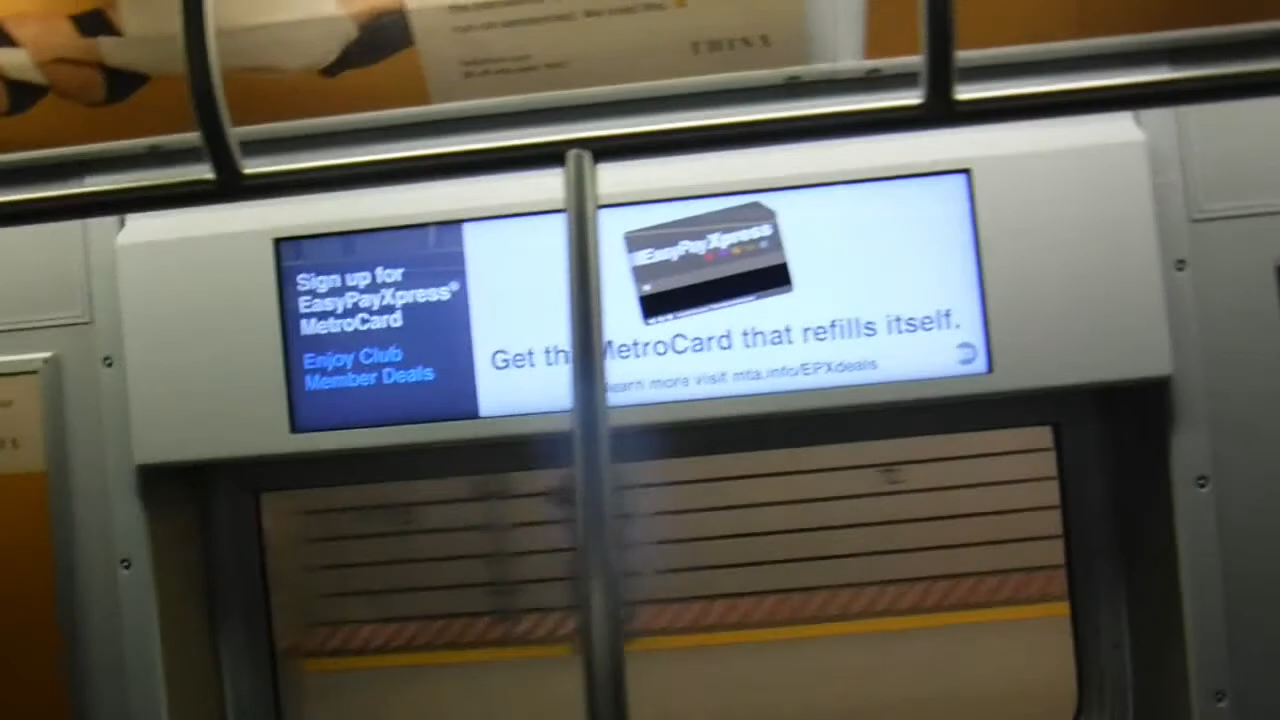 Sign up for
EasyPayXpress®
MetroCard
Enjoy Club
Member Deals
EasyPayXpress
Get th MetroCard that refills itself.
learn more visit mta.info/EPXdeals